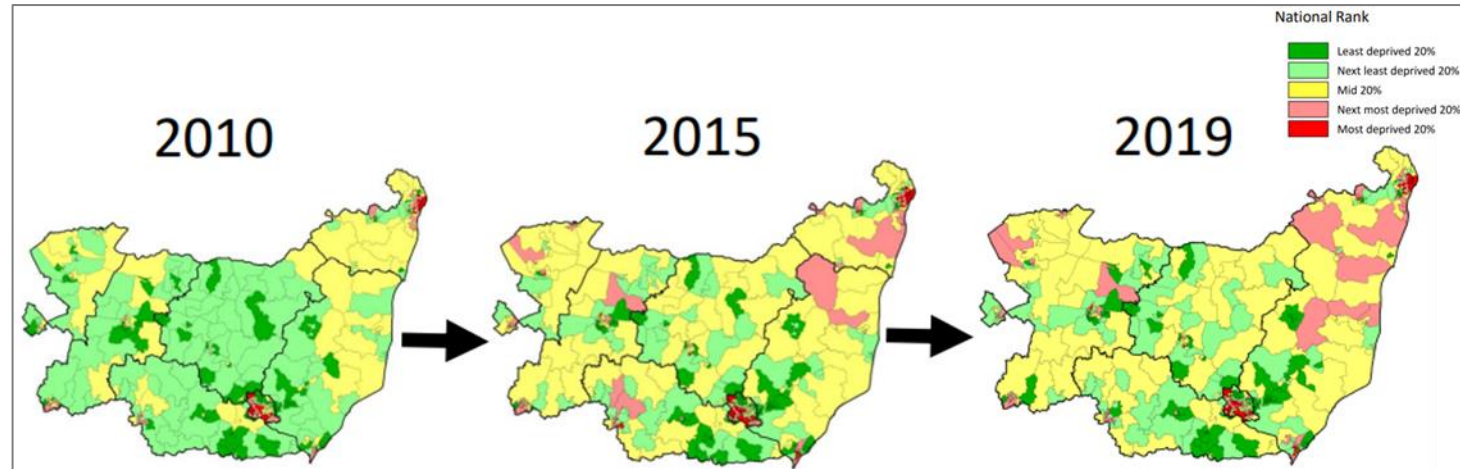 National Rank
Least deprived 20%
Next least deprived 20%
Mid 20%
Next most deprived 20%
Most deprived 20%
2010
2015
2019